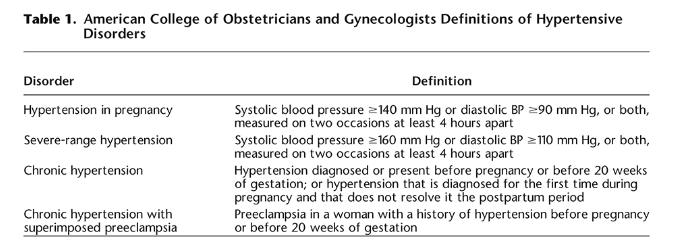 Table 1. American College of Obstetricians and Gynecologists Definitions of Hypertensive
Disorders
Disorder Definition
Hypertension in pregnancy Systolic blood pressure ≥140 mm Hg or diastolic BP ≥90 mm Hg, or both,
measured on two occasions at least 4 hours apart
Severe-range hypertension Systolic blood pressure ≥160 mm Hg or diastolic BP ≥110 mm Hg, or both,
measured on two occasions at least 4 hours apart
Chronic hypertension Hypertension diagnosed or present before pregnancy or before 20 weeks
of gestation; or hypertension that is diagnosed for the first time during
pregnancy and that does not resolve it the postpartum period
Chronic hypertension with Preeclampsia in a woman with a history of hypertension before pregnancy
superimposed preeclampsia or before 20 weeks of gestation